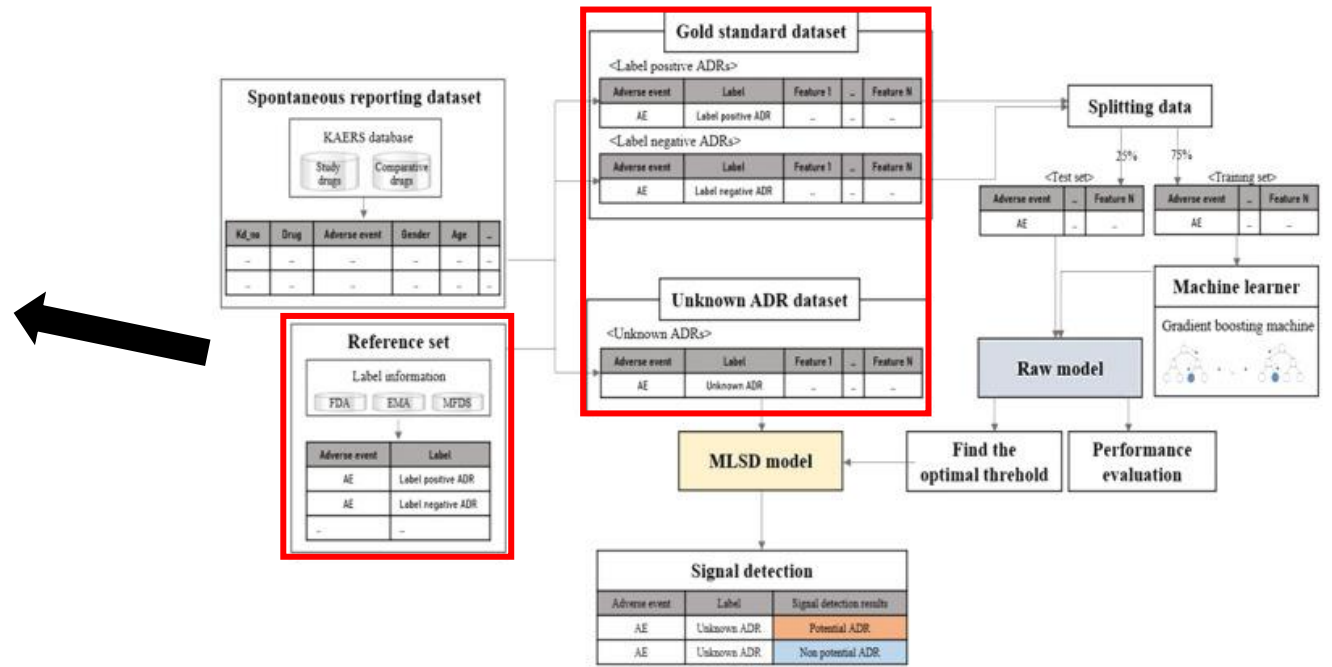 Spontaneous reporting dataset
KAERS database
Study drugs
Comparative drugs
Kd_no Drug Adverse event Gender Age ..
.. .. .. .. .. ..
.. .. .. .. .. ..
Reference set
Label information
FDA EMA MFDS
Adverse event Label
AE Label positive ADR
AE Label negative ADR
.. ..
Gold standard dataset
<Label positive ADRs>
Adverse event Label Feature 1 .. Feature N
AE Label positive ADR .. .. ..
<Label negative ADRs>
Adverse event Label Feature 1 .. Feature N
AE Label negative ADR .. .. ..
Unknown ADR dataset
<Unknown ADRs>
Adverse event Label Feature 1 .. Feature N
AE Unknown ADR .. .. ..
Splitting data
25% 75%
<Test set>
Adverse event .. Feature N
AE .. ..
<Training set>
Adverse event .. Feature N
AE .. ..
Machine learner
Gradient boosting machine
Raw model
Find the
optimal threhold
Performance
evaluation
MLSD model
Signal detection
Adverse event Label Signal detection results
AE Unknown ADR Potential ADR
AE Unknown ADR Non potential ADR